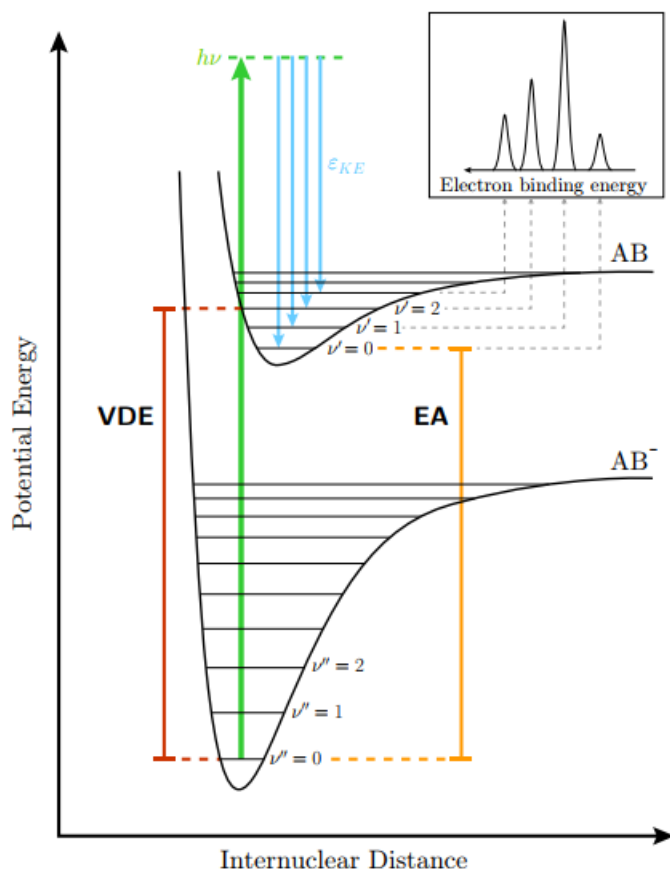 hν
ε_KE
Electron binding energy
AB
ν′ = 2
ν′ = 1
ν′ = 0
VDE
EA
AB⁻
Potential Energy
ν″ = 2
ν″ = 1
ν″ = 0
Internuclear Distance